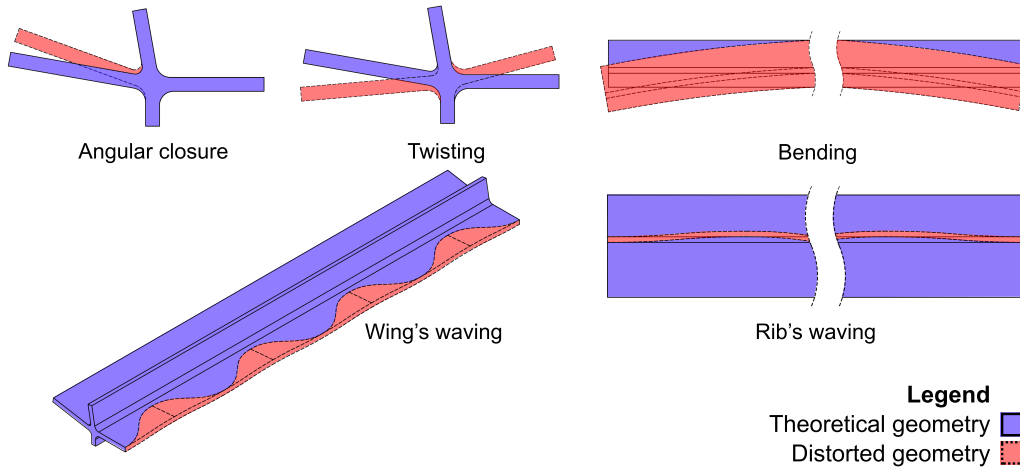 Angular closure
Twisting
Bending
Wing's waving
Rib's waving
Legend
Theoretical geometry
Distorted geometry